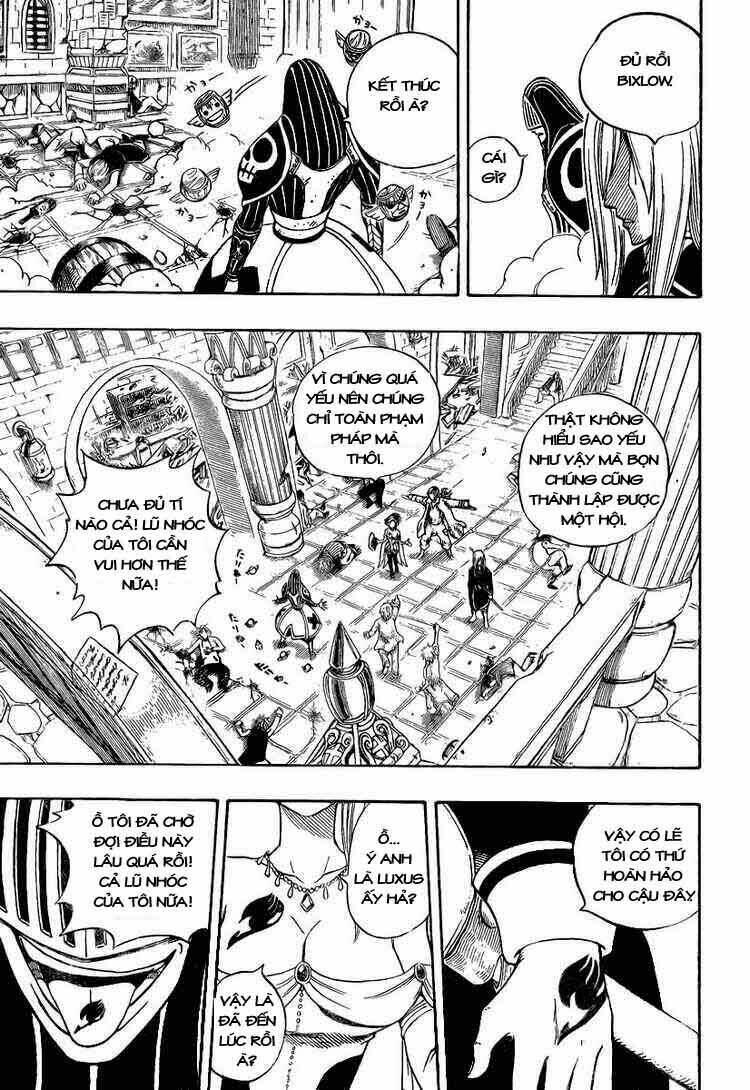 ĐỦ RỒI
BIXLOW.
CÁI
GÌ?
KẾT THÚC
RỒI À?
THẬT KHÔNG
HIỂU SAO YẾU
NHƯ VẬY MÀ BỌN
CHÚNG CŨNG
THÀNH LẬP ĐƯỢC
MỘT HỘI.
VÌ CHÚNG QUÁ
YẾU NÊN CHÚNG
CHỈ TOÀN PHẠM
PHÁP MÀ
THÔI.
CHƯA ĐỦ TÍ
NÀO CẢ! LŨ NHÓC
CỦA TÔI CẦN
VUI HƠN THẾ
NỮA!
VẬY CÓ LẼ
TÔI CÓ THỨ
HOÀN HẢO
CHO CẬU ĐÂY.
Ồ...
Ý ANH
LÀ LUXUS
ẤY HẢ?
VẬY LÀ
ĐÃ ĐẾN
LÚC RỒI
À?
Ồ TÔI ĐÃ CHỜ
ĐỢI ĐIỀU NÀY
LÂU QUÁ RỒI!
CẢ LŨ NHÓC
CỦA TÔI NỮA!